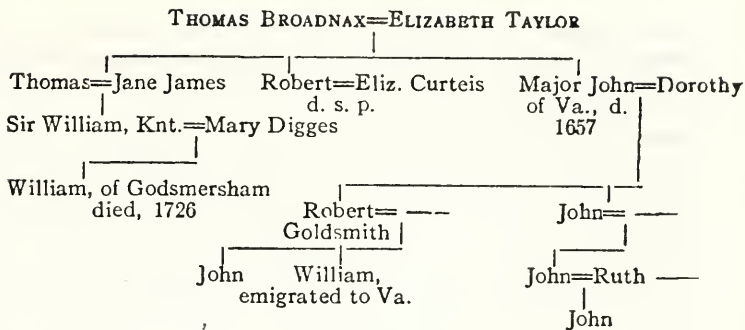 THOMAS BROADNAX=ELIZABETH TAYLOR
Thomas=Jane James Robert=Eliz. Curteis Major John=Dorothy
d. s. p. of Va., d.
1657
Sir William, Knt.=Mary Digges
William, of Godsmersham
died, 1726
Robert= —— John= ——
Goldsmith
John William, John=Ruth ——
emigrated to Va.
John